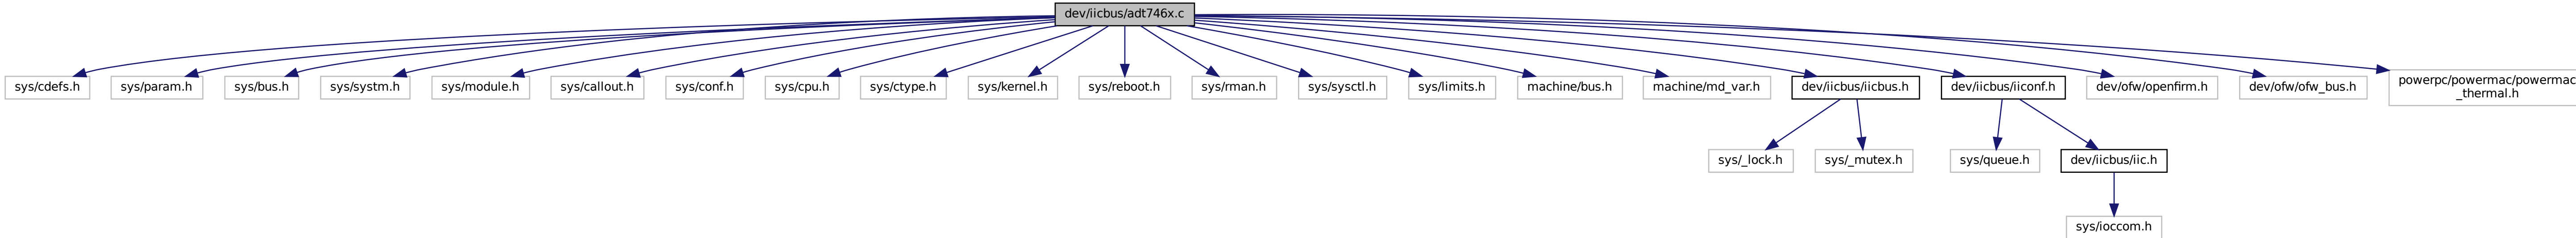 dev/iicbus/adt746x.c
sys/cdefs.h
sys/param.h
sys/bus.h
sys/systm.h
sys/module.h
sys/callout.h
sys/conf.h
sys/cpu.h
sys/ctype.h
sys/kernel.h
sys/reboot.h
sys/rman.h
sys/sysctl.h
sys/limits.h
machine/bus.h
machine/md_var.h
dev/iicbus/iicbus.h
dev/iicbus/iiconf.h
dev/ofw/openfirm.h
dev/ofw/ofw_bus.h
powerpc/powermac/powermac
_thermal.h
sys/_lock.h
sys/_mutex.h
sys/queue.h
dev/iicbus/iic.h
sys/ioccom.h